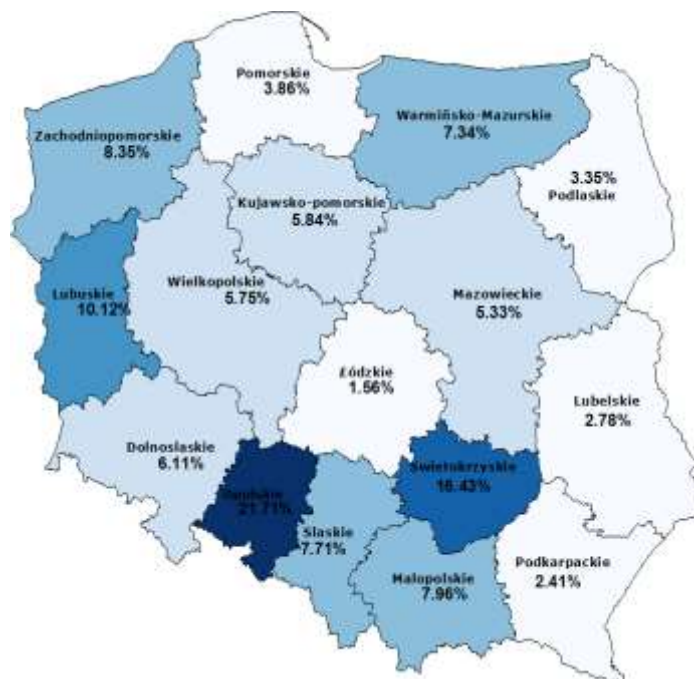 Pomorskie
3.86%
Warmińsko-Mazurskie
7.34%
Zachodniopomorskie
8.35%
3.35%
Podlaskie
Kujawsko-pomorskie
5.84%
Lubuskie
10.12%
Wielkopolskie
5.75%
Mazowieckie
5.33%
Łódzkie
1.56%
Lubelskie
2.78%
Dolnoslaskie
6.11%
Swietokrzyskie
16.43%
21.71%
Slaskie
7.71%
Malopolskie
7.96%
Podkarpackie
2.41%